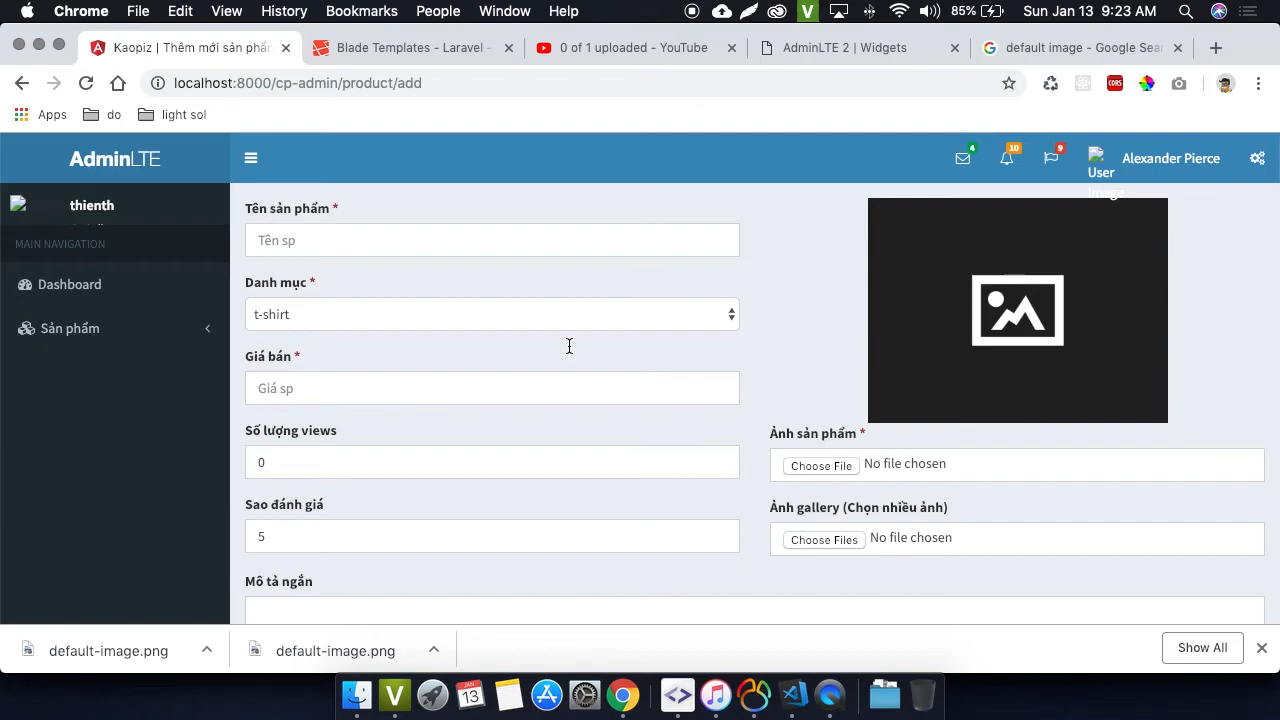 Chrome File Edit View History Bookmarks People Window Help V 85% Sun Jan 13 9:23 AM
Kaopiz | Thêm mới sản phẩn Blade Templates - Laravel - 0 of 1 uploaded - YouTube AdminLTE 2 | Widgets default image - Google Sear
localhost:8000/cp-admin/product/add CORS
Apps do light sol
AdminLTE 4 10 9 User Image Alexander Pierce
thienth
MAIN NAVIGATION
Dashboard
Sản phẩm
Tên sản phẩm *
Tên sp
Danh mục *
t-shirt
Giá bán *
Giá sp
Số lượng views
0
Sao đánh giá
5
Ảnh sản phẩm *
Choose File No file chosen
Ảnh gallery (Chọn nhiều ảnh)
Choose Files No file chosen
Mô tả ngắn
default-image.png default-image.png Show All
V JAN 13